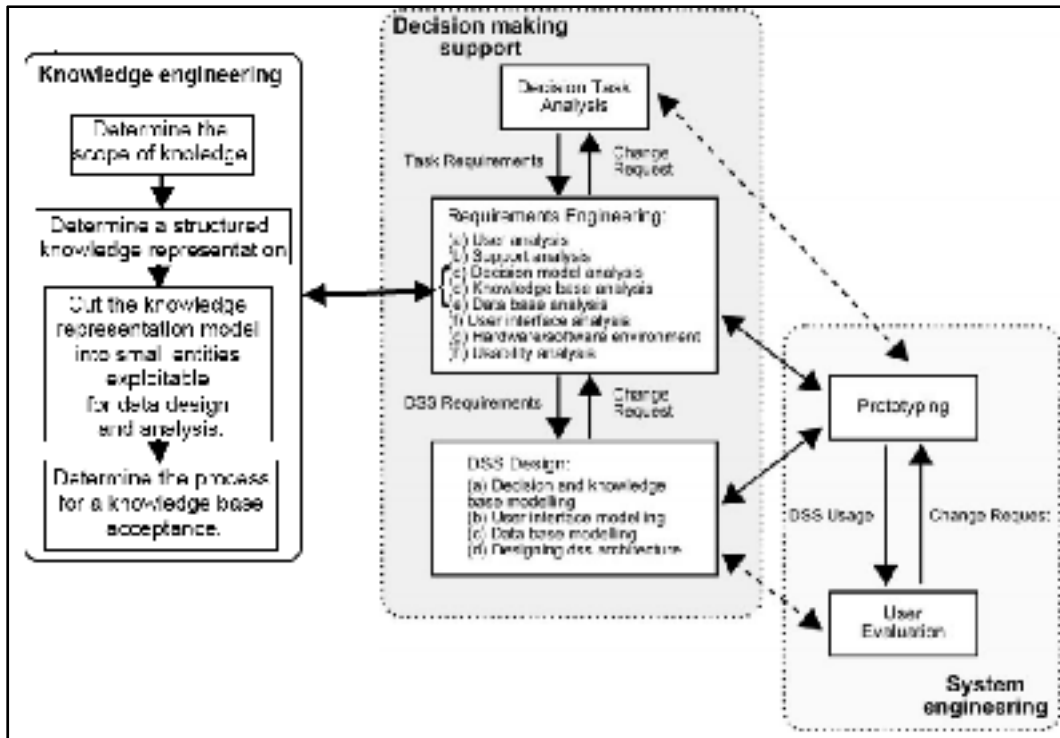 Knowledge engineering
Determine the
scope of knoledge
Determine a structured
knowledge representation
Cut the knowledge
representation model
into small entities
exploitable
for data design
and analysis.
Determine the process
for a knowledge base
acceptance.
Decision making
support
Decision Task
Analysis
Task Requirements
Change
Request
Requirements Engineering:
(a) User analysis
(b) Support analysis
(c) Decision model analysis
(d) Knowledge base analysis
(e) Data base analysis
(f) User interface analysis
(g) Hardware/software environment
Usability analysis
DSS Requirements
Change
Request
DSS Design:
(a) Decision and knowledge
base modelling
(b) User interface modelling
(c) Data base modelling
(d) Designing dss architecture
Prototyping
DSS Usage
Change Request
User
Evaluation
System
engineering